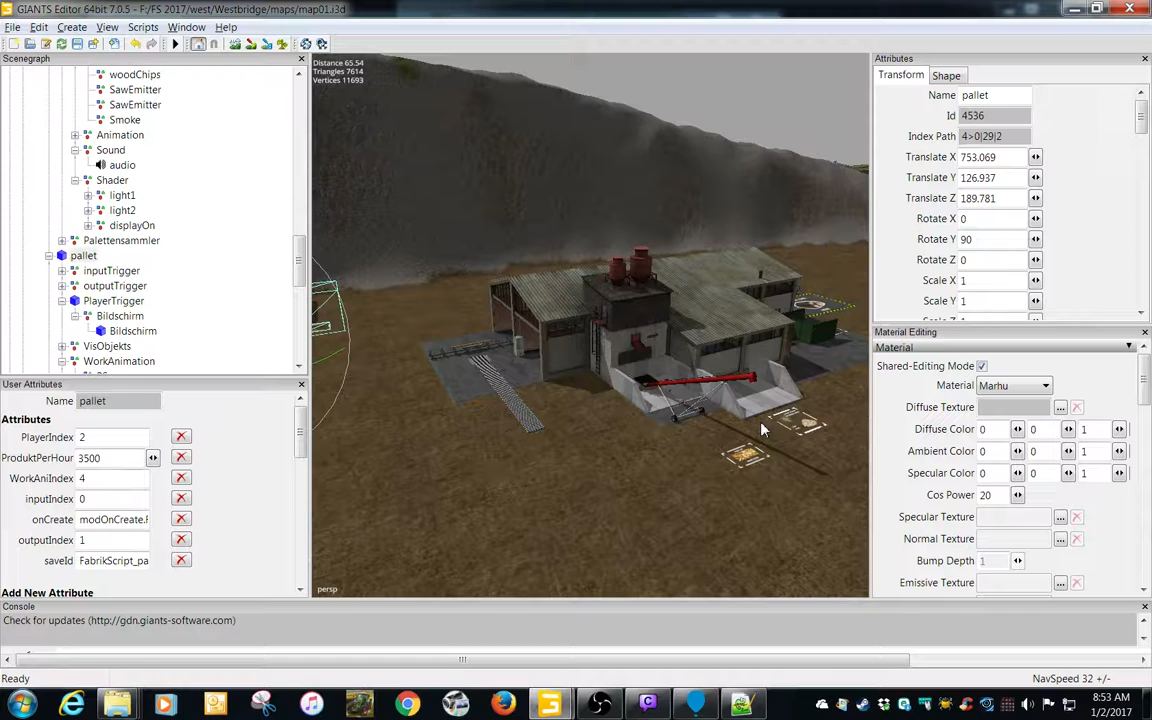 GIANTS Editor 64bit 7.0.5 - F:/FS 2017/west/Westbridge/maps/map01.i3d
File Edit Create View Scripts Window Help
Scenegraph
woodChips
SawEmitter
SawEmitter
Smoke
Animation
Sound
audio
Shader
light1
light2
displayOn
Palettensammler
pallet
inputTrigger
outputTrigger
PlayerTrigger
Bildschirm
Bildschirm
VisObjekts
WorkAnimation
User Attributes
Name pallet
Attributes
PlayerIndex 2
ProduktPerHour 3500
WorkAniIndex 4
inputIndex 0
onCreate modOnCreate.F
outputIndex 1
saveId FabrikScript_pa
Add New Attribute
Distance 65.54
Triangles 7614
Vertices 11693
persp
Attributes
Transform Shape
Name pallet
Id 4536
Index Path 4>0|29|2
Translate X 753.069
Translate Y 126.937
Translate Z 189.781
Rotate X 0
Rotate Y 90
Rotate Z 0
Scale X 1
Scale Y 1
Scale Z 1
Material Editing
Material
Shared-Editing Mode
Material Marhu
Diffuse Texture ...
Diffuse Color 0 0 1
Ambient Color 0 0 1
Specular Color 0 0 1
Cos Power 20
Specular Texture ...
Normal Texture ...
Bump Depth 1
Emissive Texture ...
Console
Check for updates (http://gdn.giants-software.com)
Ready
NavSpeed 32 +/-
8:53 AM
1/2/2017